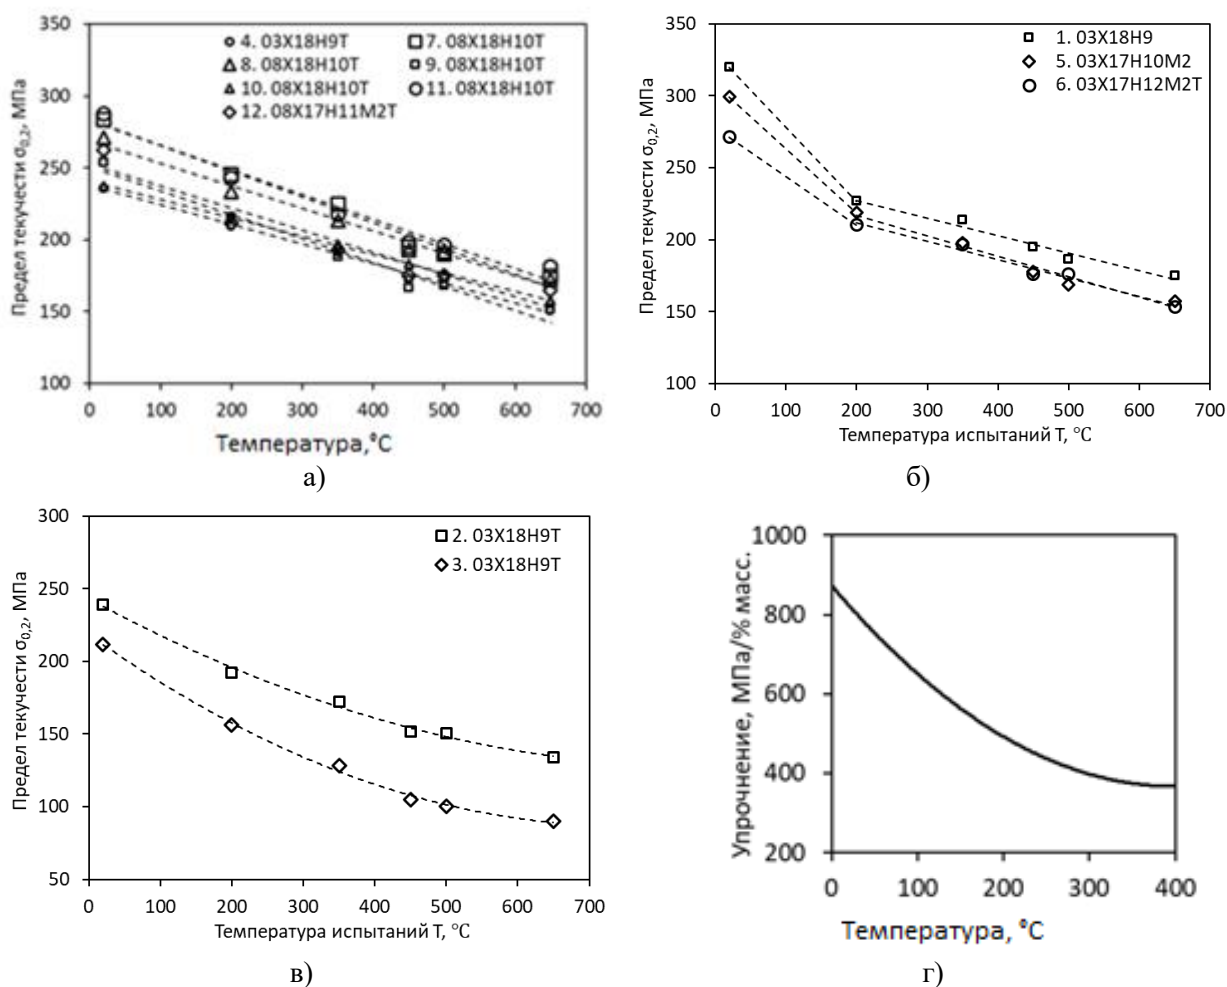 Предел текучести σ0,2, МПа
350
300
250
200
150
100
4. 03Х18Н9Т
7. 08Х18Н10Т
8. 08Х18Н10Т
9. 08Х18Н10Т
10. 08Х18Н10Т
11. 08Х18Н10Т
12. 08Х17Н11М2Т
0 100 200 300 400 500 600 700
Температура,°С
а)
Предел текучести σ0,2, МПа
350
300
250
200
150
100
1. 03Х18Н9
5. 03Х17Н10М2
6. 03Х17Н12М2Т
0 100 200 300 400 500 600 700
Температура испытаний Т, °С
б)
Предел текучести σ0,2, МПа
300
250
200
150
100
50
2. 03Х18Н9Т
3. 03Х18Н9Т
0 100 200 300 400 500 600 700
Температура испытаний Т, °С
в)
Упрочнение, МПа/% масс.
1000
800
600
400
200
0 100 200 300 400
Температура, °С
г)